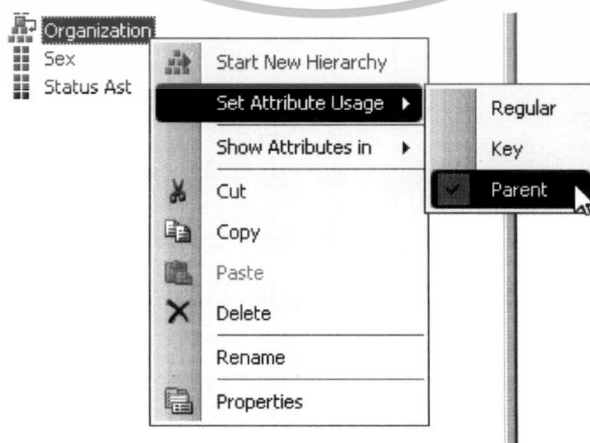 Organization
Sex
Status Ast
Start New Hierarchy
Set Attribute Usage
Show Attributes in
Cut
Copy
Paste
Delete
Rename
Properties
Regular
Key
Parent